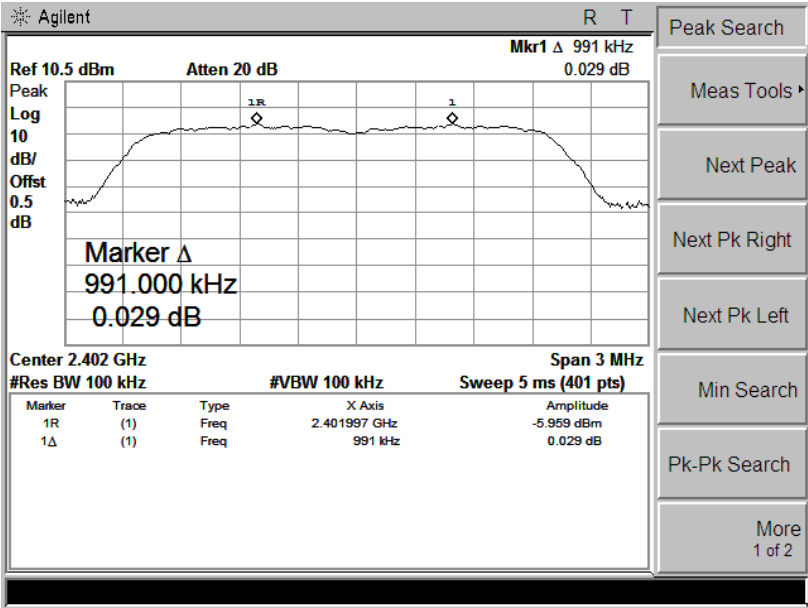 Agilent R T
Mkr1 Δ 991 kHz
Ref 10.5 dBm Atten 20 dB 0.029 dB
Peak
Log
10
dB/
Offst
0.5
dB
1R 1
Marker Δ
991.000 kHz
0.029 dB
Center 2.402 GHz Span 3 MHz
#Res BW 100 kHz #VBW 100 kHz Sweep 5 ms (401 pts)
Marker Trace Type X Axis Amplitude
1R (1) Freq 2.401997 GHz -5.959 dBm
1Δ (1) Freq 991 kHz 0.029 dB
Peak Search
Meas Tools
Next Peak
Next Pk Right
Next Pk Left
Min Search
Pk-Pk Search
More
1 of 2